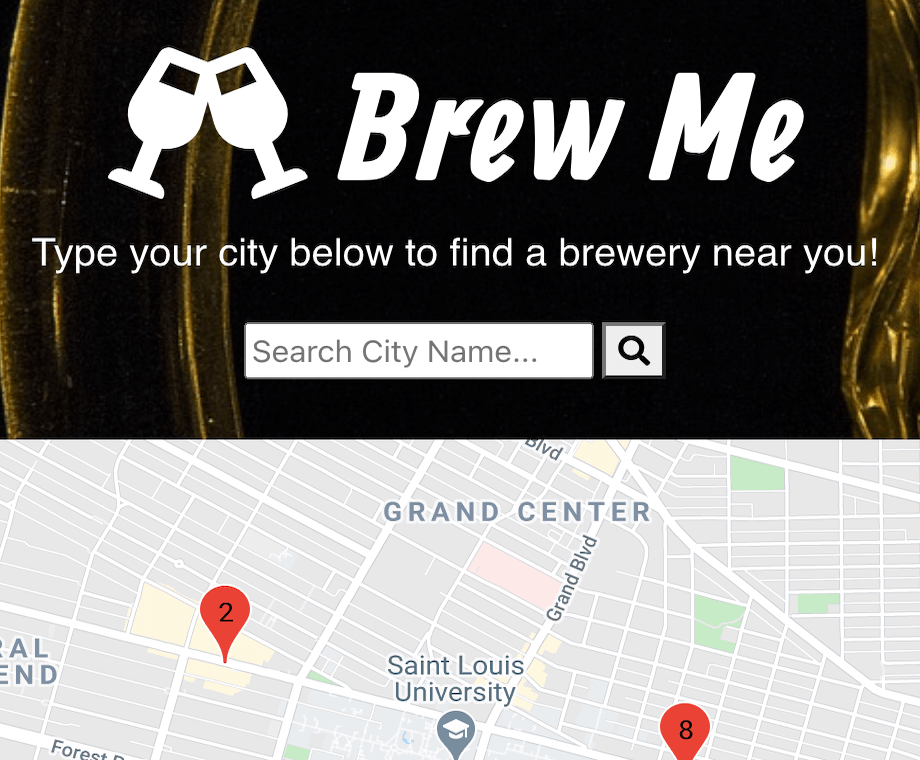 Brew Me
Type your city below to find a brewery near you!
Search City Name...
Blvd
GRAND CENTER
Grand Blvd
2
RAL
END
Saint Louis
University
8
Forest